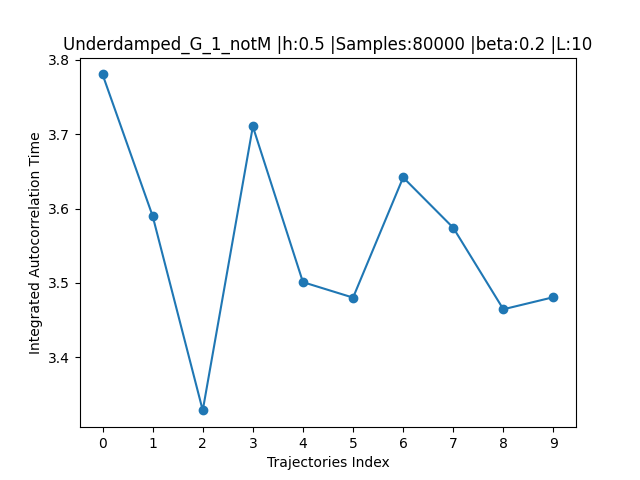 Underdamped_G_1_notM |h:0.5 |Samples:80000 |beta:0.2 |L:10
3.8
3.7
3.6
3.5
3.4
Integrated Autocorrelation Time
0 1 2 3 4 5 6 7 8 9
Trajectories Index